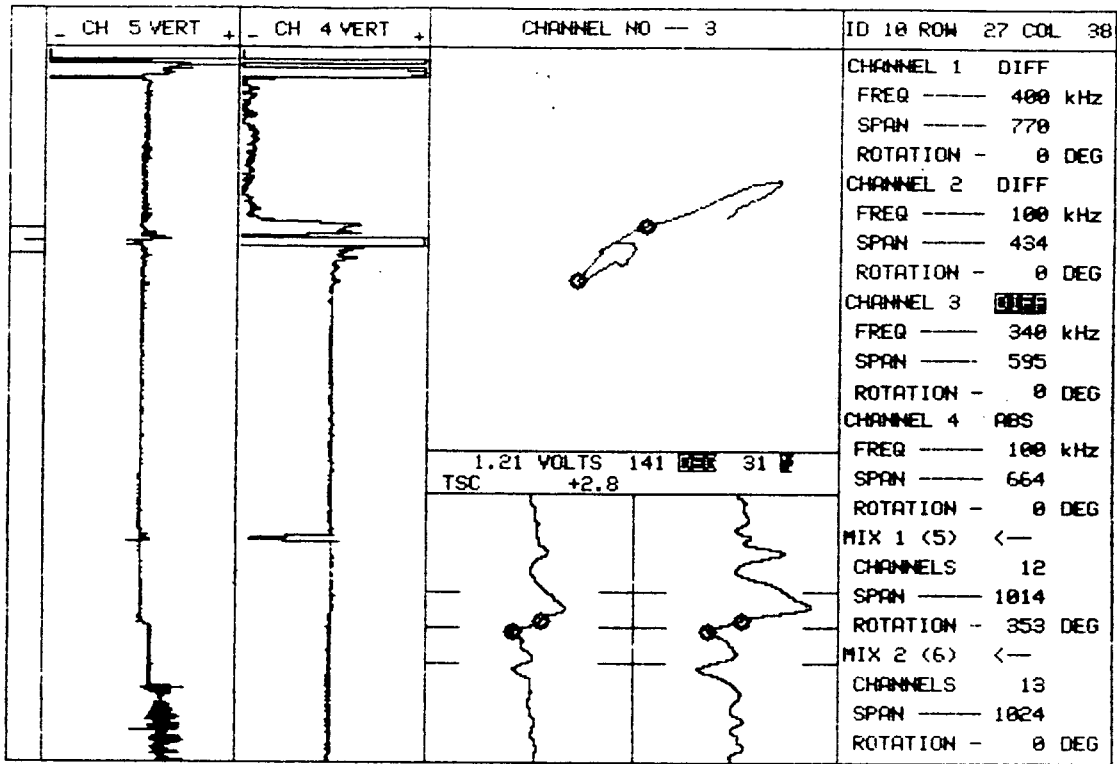 - CH 5 VERT +
- CH 4 VERT +
CHANNEL NO -- 3
ID 10 ROW 27 COL 38
CHANNEL 1 DIFF
FREQ ----- 400 kHz
SPAN ----- 770
ROTATION - 0 DEG
CHANNEL 2 DIFF
FREQ ----- 100 kHz
SPAN ----- 434
ROTATION - 0 DEG
CHANNEL 3 DIFF
FREQ ----- 340 kHz
SPAN ----- 595
ROTATION - 0 DEG
CHANNEL 4 ABS
FREQ ----- 100 kHz
SPAN ----- 664
ROTATION - 0 DEG
MIX 1 (5) <--
CHANNELS 12
SPAN ----- 1014
ROTATION - 353 DEG
MIX 2 (6) <--
CHANNELS 13
SPAN ----- 1024
ROTATION - 0 DEG
1.21 VOLTS 141 DEG 31
TSC +2.8